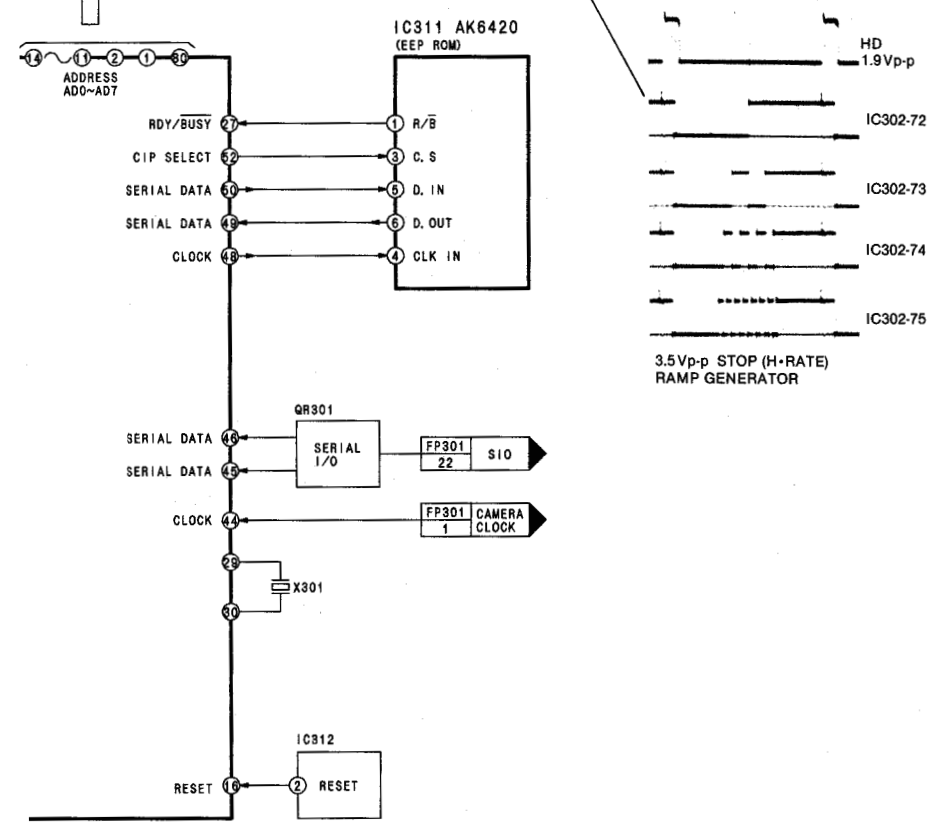 IC311 AK6420
(EEP ROM)
14 11 2 1 80
ADDRESS
AD0~AD7
RDY/BUSY 27 1 R/B
CIP SELECT 52 3 C.S
SERIAL DATA 50 5 D.IN
SERIAL DATA 49 6 D.OUT
CLOCK 48 4 CLK IN
QR301
SERIAL DATA 46 SERIAL I/O FP301 22 SIO
SERIAL DATA 45
CLOCK 44 FP301 1 CAMERA CLOCK
29
X301
30
IC312
RESET 16 2 RESET
HD
1.9Vp-p
IC302-72
IC302-73
IC302-74
IC302-75
3.5Vp-p STOP (H•RATE)
RAMP GENERATOR